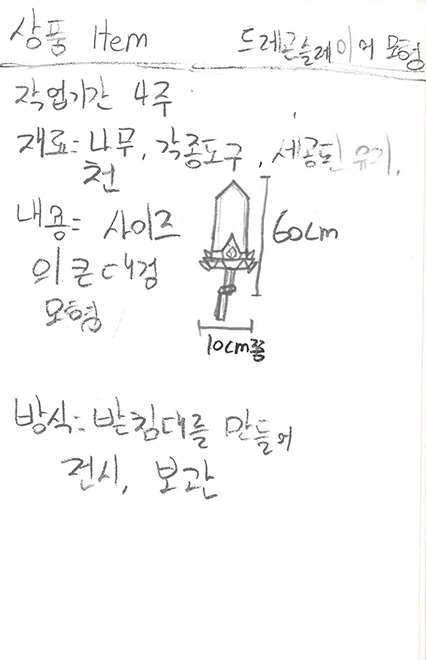 상품 Item 드레곤슬레이어 모형
작업기간 4주
재료: 나무, 각종도구, 세공된 유기,
천
내용: 사이즈
의 큰 대검
모형
60cm
10cm쯤
방식: 받침대를 만들어
전시, 보관